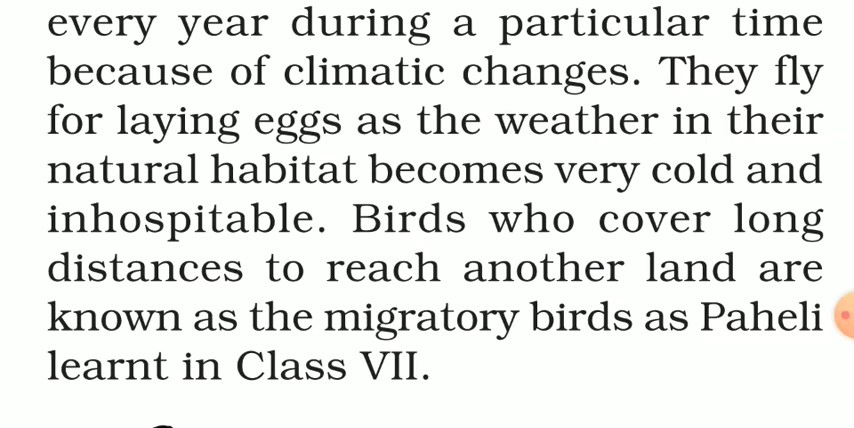 every year during a particular time
because of climatic changes. They fly
for laying eggs as the weather in their
natural habitat becomes very cold and
inhospitable. Birds who cover long
distances to reach another land are
known as the migratory birds as Paheli
learnt in Class VII.